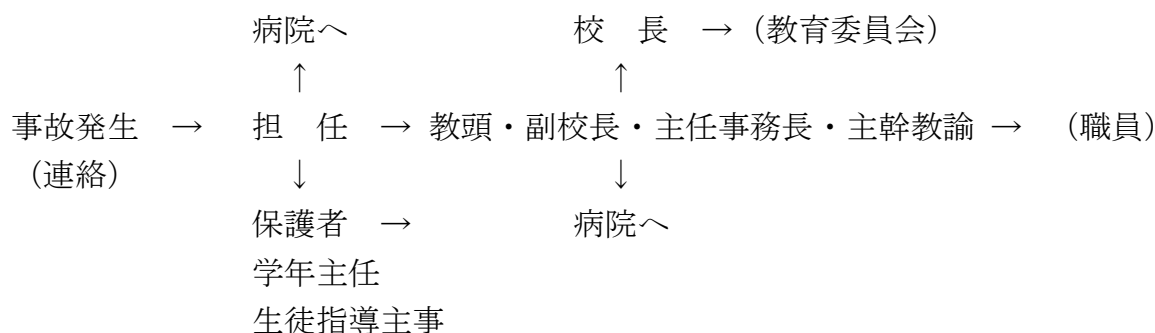 病院へ　校　長　→（教育委員会）
↑　↑
事故発生　→　担　任　→ 教頭・副校長・主任事務長・主幹教諭 →　（職員）
（連絡）　↓　↓
保護者　→　病院へ
学年主任
生徒指導主事